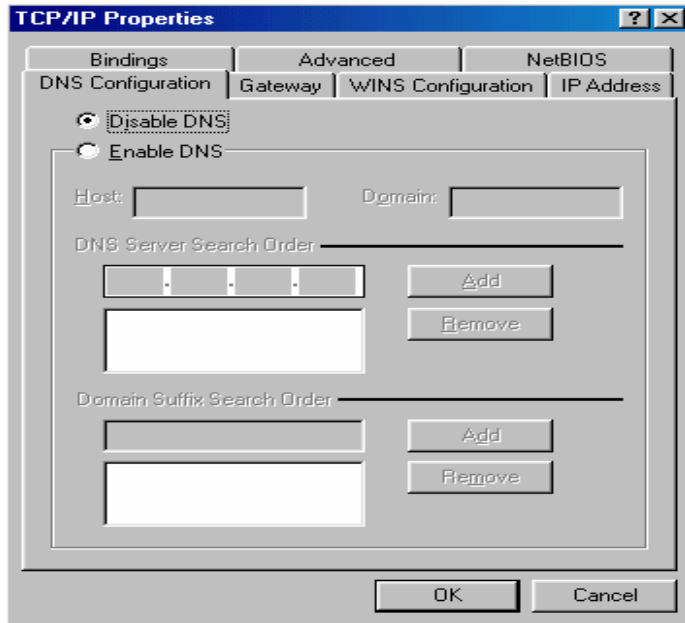 TCP/IP Properties
Bindings Advanced NetBIOS
DNS Configuration Gateway WINS Configuration IP Address
Disable DNS
Enable DNS
Host: Domain:
DNS Server Search Order
Add
Remove
Domain Suffix Search Order
Add
Remove
OK Cancel